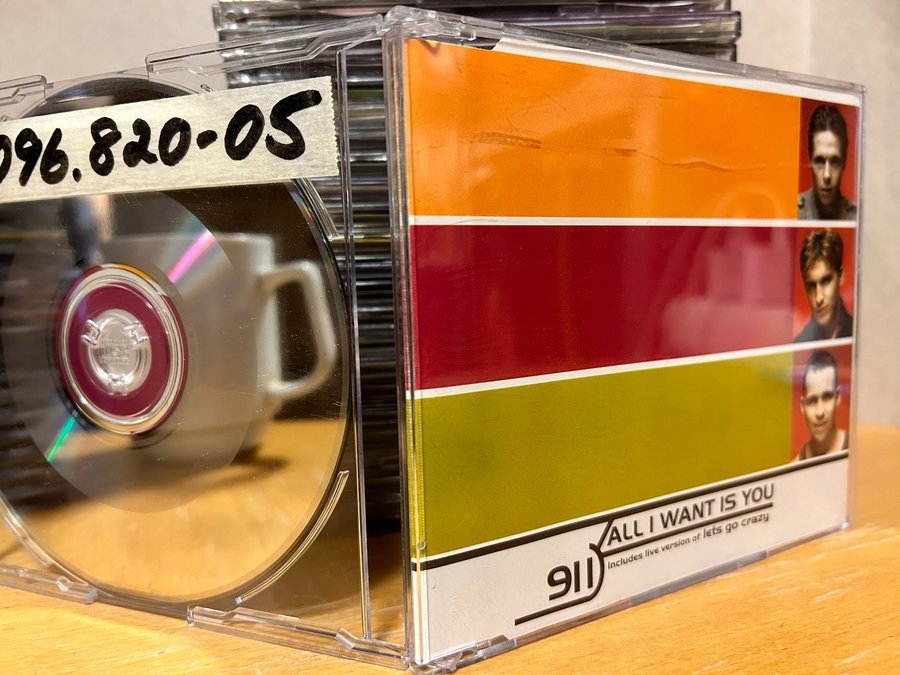 096.820-05
ALL I WANT IS YOU
includes live version of lets go crazy
911